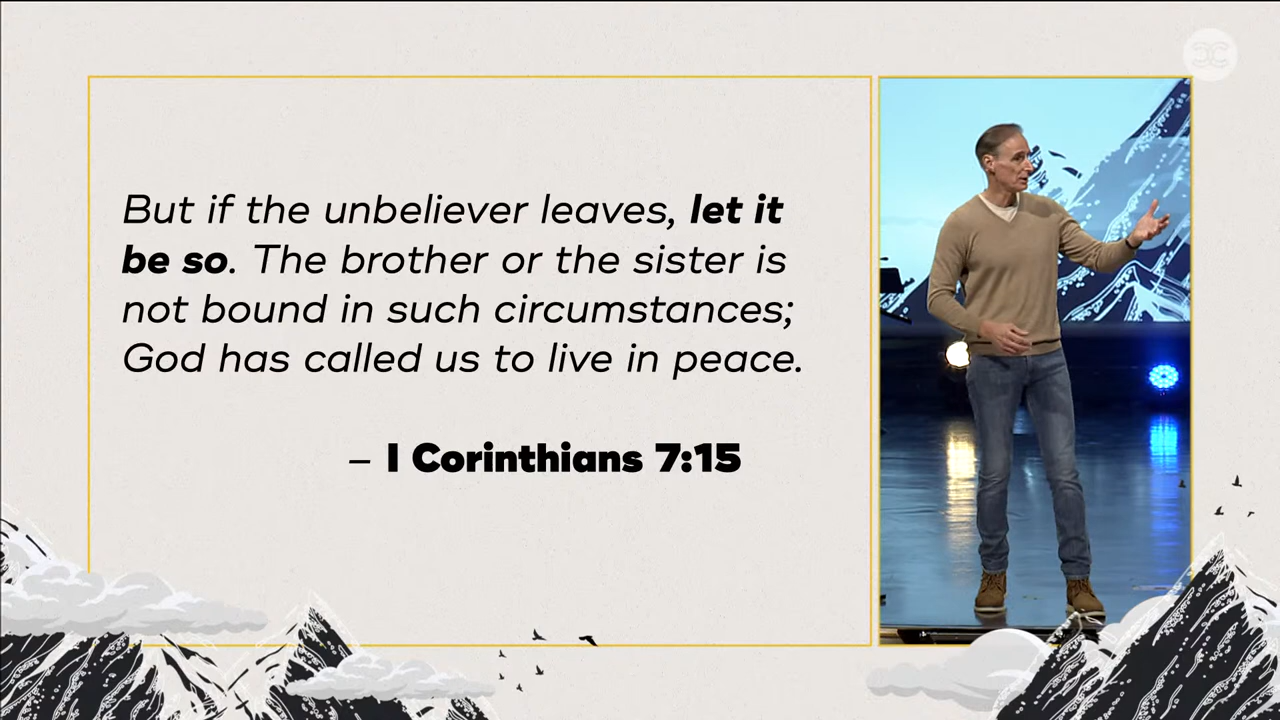 But if the unbeliever leaves, let it
be so. The brother or the sister is
not bound in such circumstances;
God has called us to live in peace.
– I Corinthians 7:15